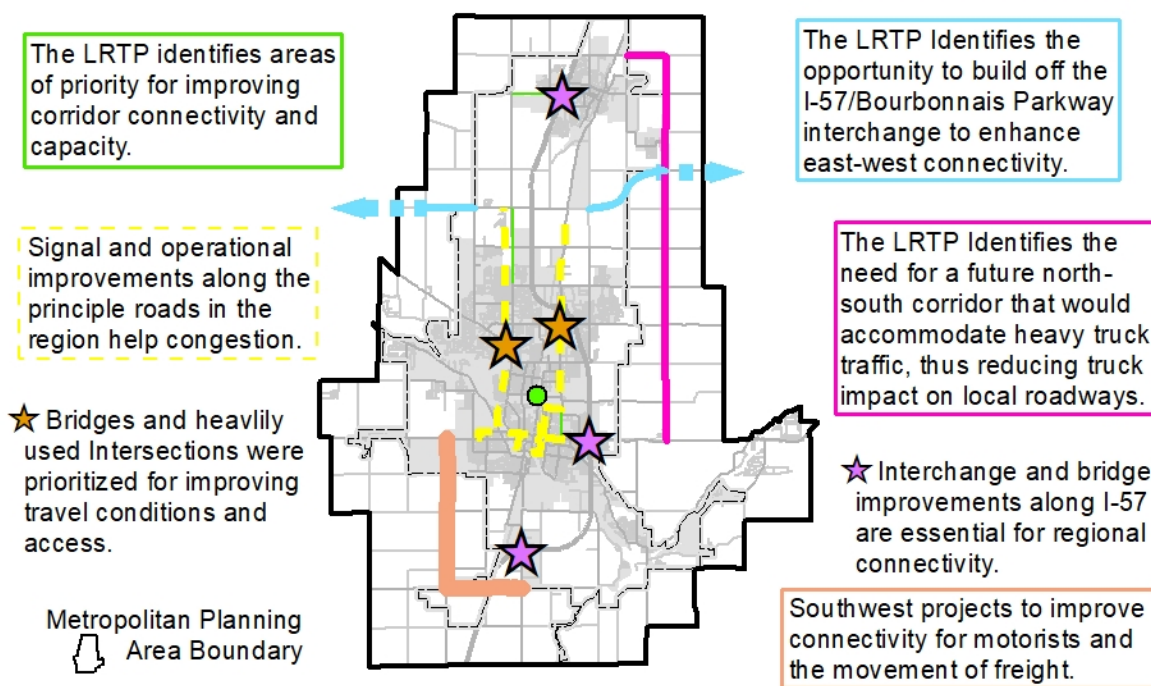 The LRTP identifies areas
of priority for improving
corridor connectivity and
capacity.
The LRTP Identifies the
opportunity to build off the
I-57/Bourbonnais Parkway
interchange to enhance
east-west connectivity.
Signal and operational
improvements along the
principle roads in the
region help congestion.
The LRTP Identifies the
need for a future north-
south corridor that would
accommodate heavy truck
traffic, thus reducing truck
impact on local roadways.
Bridges and heavlily
used Intersections were
prioritized for improving
travel conditions and
access.
Interchange and bridge
improvements along I-57
are essential for regional
connectivity.
Metropolitan Planning
Area Boundary
Southwest projects to improve
connectivity for motorists and
the movement of freight.